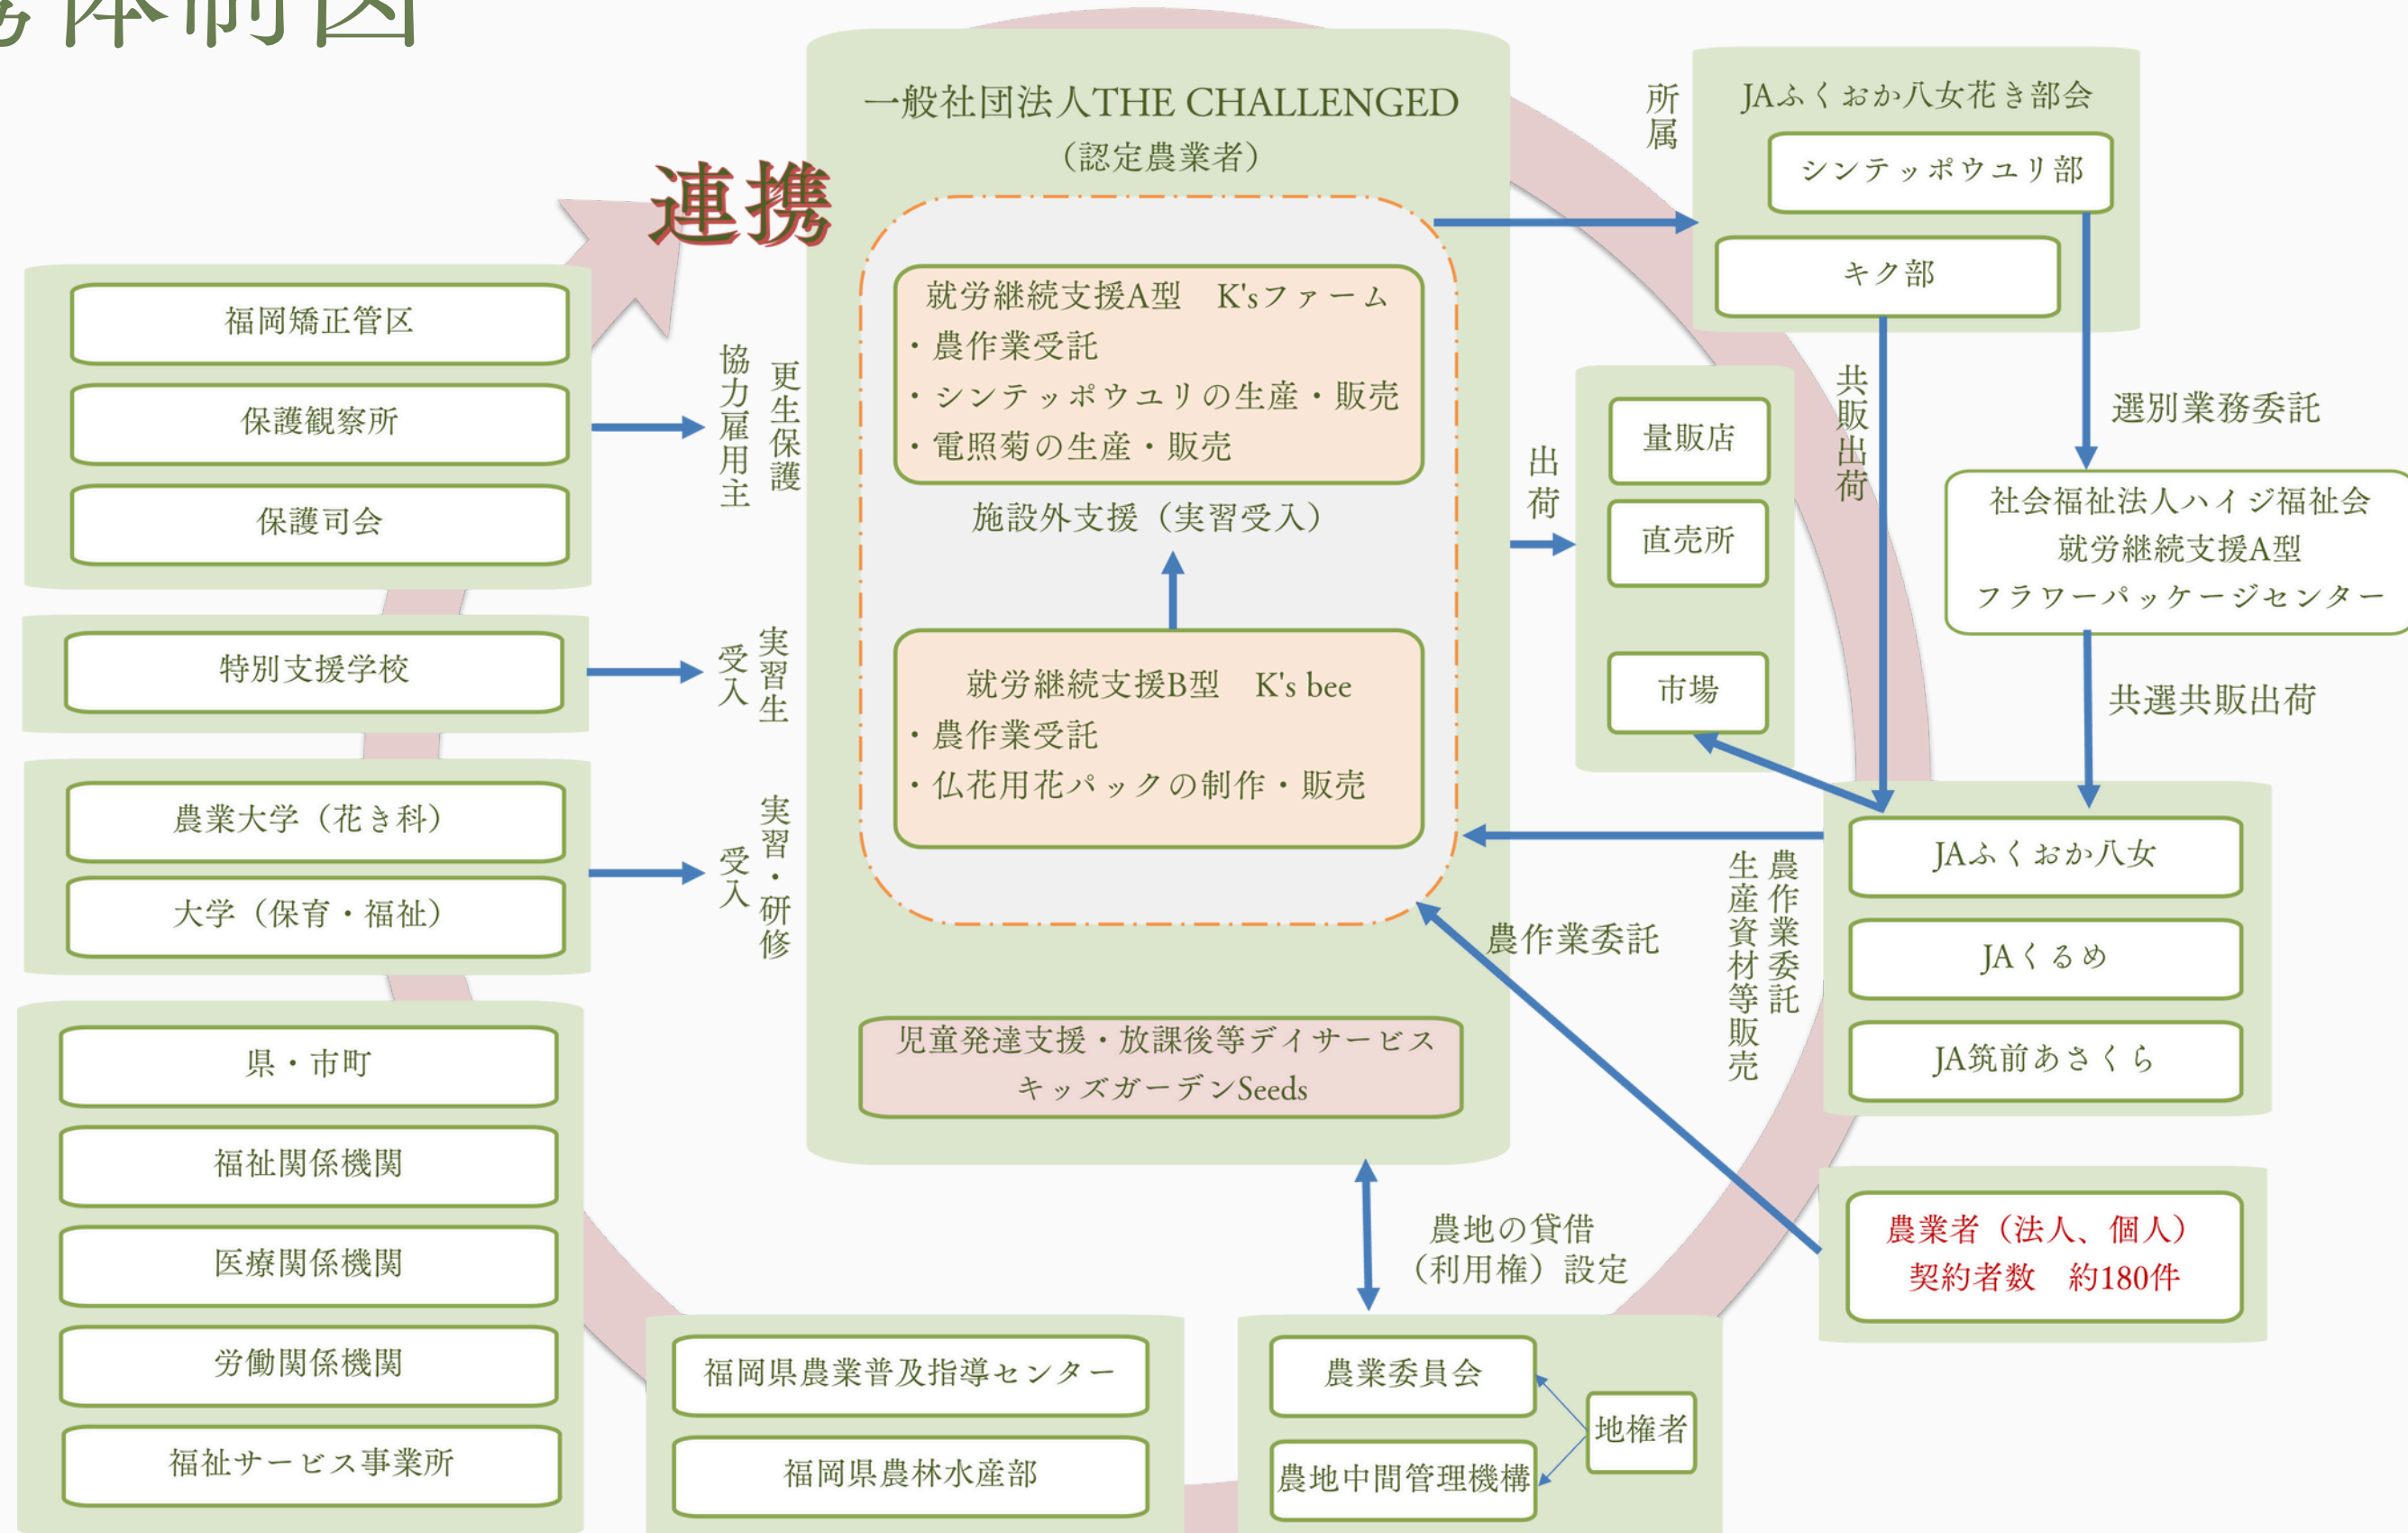 体制図
連携
福岡矯正管区
保護観察所
保護司会
協力雇用主
更生保護
特別支援学校
実習生
受入
農業大学（花き科）
大学（保育・福祉）
実習・研修
受入
県・市町
福祉関係機関
医療関係機関
労働関係機関
福祉サービス事業所
一般社団法人THE CHALLENGED
（認定農業者）
就労継続支援A型　K'sファーム
・農作業受託
・シンテッポウユリの生産・販売
・電照菊の生産・販売
施設外支援（実習受入）
就労継続支援B型　K's bee
・農作業受託
・仏花用花パックの制作・販売
児童発達支援・放課後等デイサービス
キッズガーデンSeeds
所属
JAふくおか八女花き部会
シンテッポウユリ部
キク部
出荷
量販店
直売所
市場
共販出荷
選別業務委託
社会福祉法人ハイジ福祉会
就労継続支援A型
フラワーパッケージセンター
共選共販出荷
JAふくおか八女
JAくるめ
JA筑前あさくら
農作業委託
生産資材等販売
農作業委託
農業者（法人、個人）
契約者数　約180件
農地の貸借
（利用権）設定
福岡県農業普及指導センター
福岡県農林水産部
農業委員会
農地中間管理機構
地権者